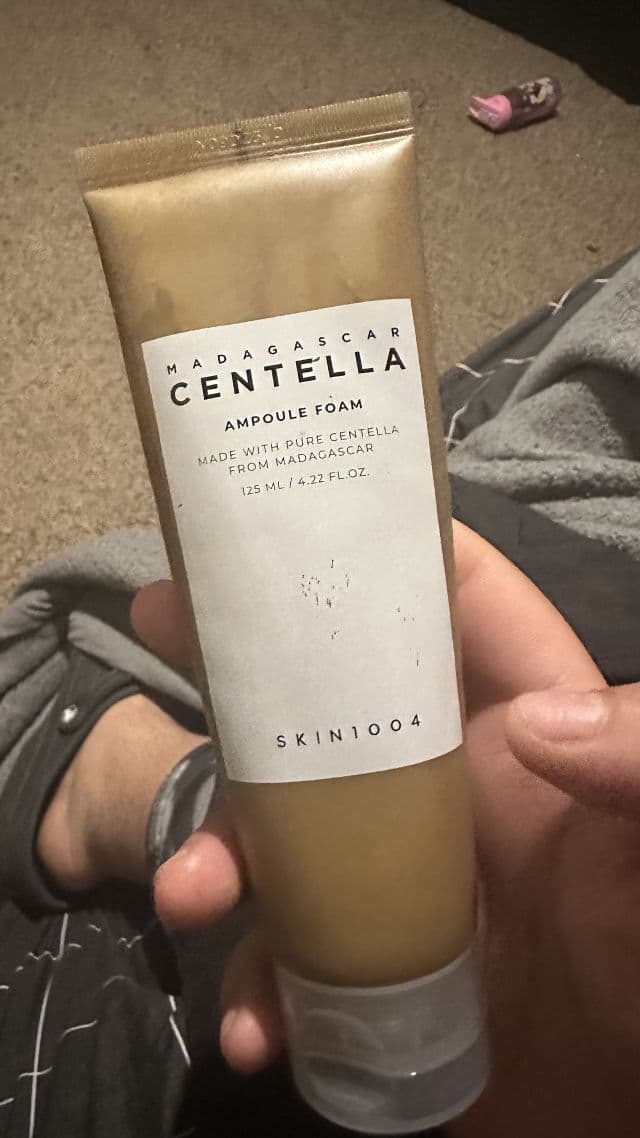 MADAGASCAR
CENTELLA
AMPOULE FOAM
MADE WITH PURE CENTELLA
FROM MADAGASCAR
125 ML / 4.22 FL.OZ.
SKIN1004